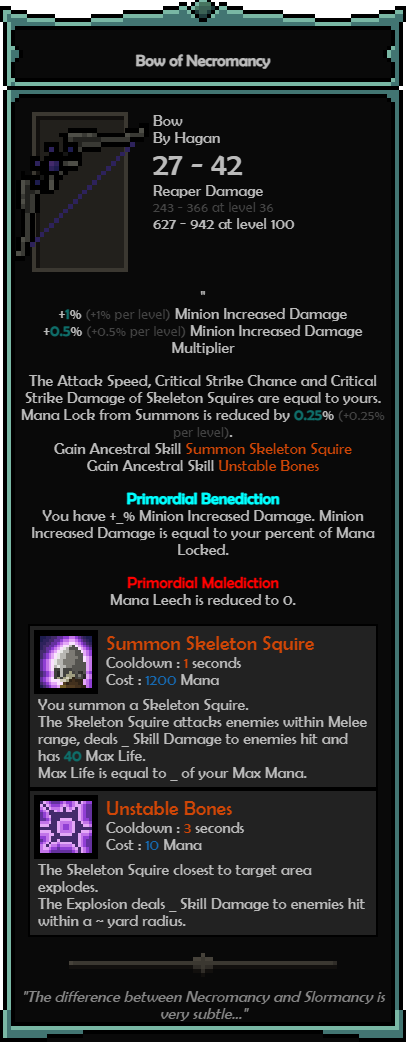 Bow of Necromancy
Bow
By Hagan
27 - 42
Reaper Damage
243 - 366 at level 36
627 - 942 at level 100
"
+1% (+1% per level) Minion Increased Damage
+0.5% (+0.5% per level) Minion Increased Damage
Multiplier
The Attack Speed, Critical Strike Chance and Critical
Strike Damage of Skeleton Squires are equal to yours.
Mana Lock from Summons is reduced by 0.25% (+0.25%
per level).
Gain Ancestral Skill Summon Skeleton Squire
Gain Ancestral Skill Unstable Bones
Primordial Benediction
You have +_% Minion Increased Damage. Minion
Increased Damage is equal to your percent of Mana
Locked.
Primordial Malediction
Mana Leech is reduced to 0.
Summon Skeleton Squire
Cooldown : 1 seconds
Cost : 1200 Mana
You summon a Skeleton Squire.
The Skeleton Squire attacks enemies within Melee
range, deals _ Skill Damage to enemies hit and
has 40 Max Life.
Max Life is equal to _ of your Max Mana.
Unstable Bones
Cooldown : 3 seconds
Cost : 10 Mana
The Skeleton Squire closest to target area
explodes.
The Explosion deals _ Skill Damage to enemies hit
within a ~ yard radius.
"The difference between Necromancy and Slormancy is
very subtle..."